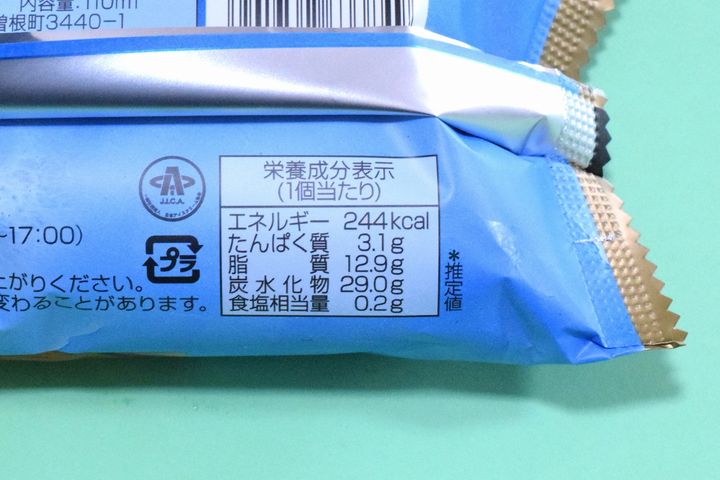 内容量:110ml
曽根町3440-1
J.I.C.A.
プラ
-17:00)
上がりください。
変わることがあります。
栄養成分表示
(1個当たり)
エネルギー 244kcal
たんぱく質 3.1g
脂質 12.9g
炭水化物 29.0g
食塩相当量 0.2g
*推定値